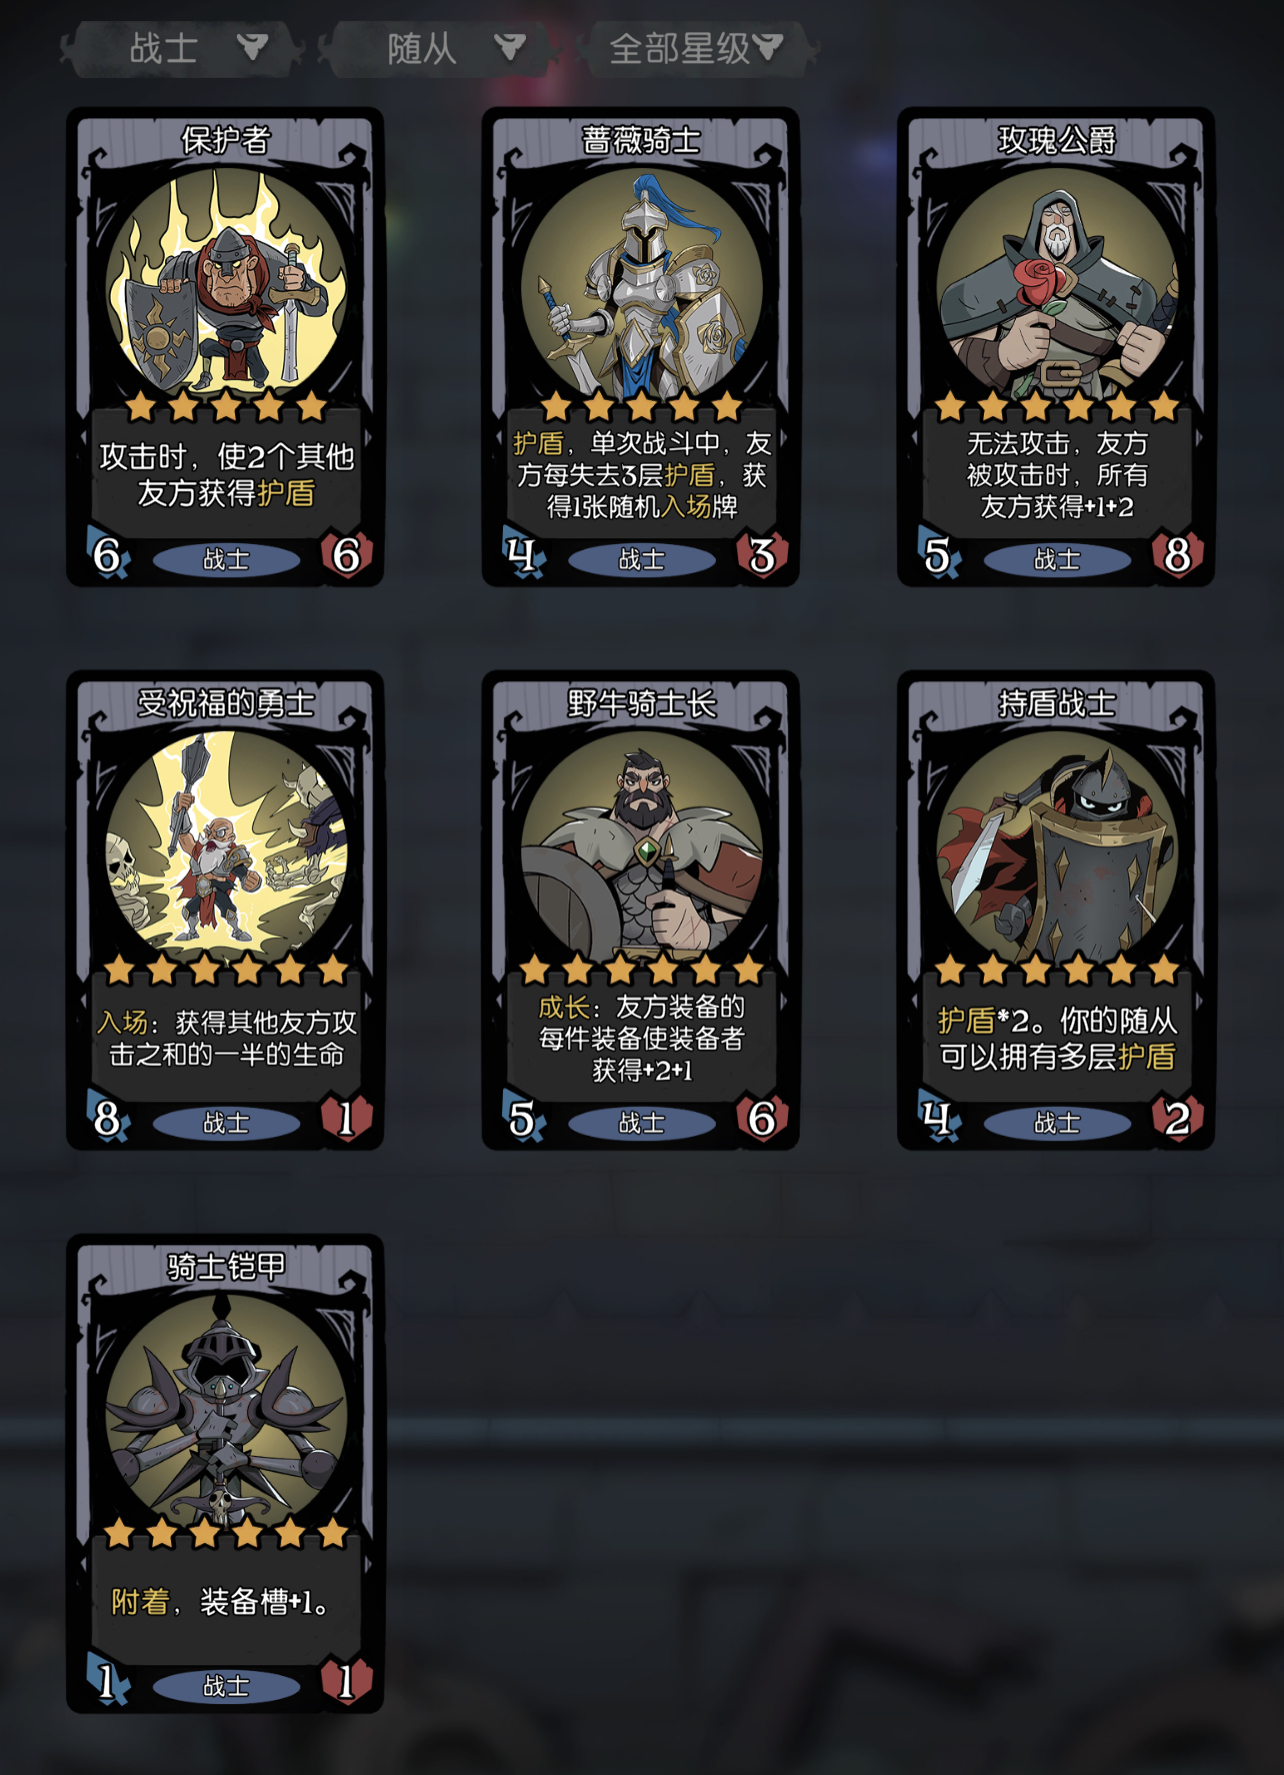 战士
随从
全部星级
保护者
攻击时，使2个其他
友方获得护盾
6
战士
6
蔷薇骑士
护盾，单次战斗中，友
方每失去3层护盾，获
得1张随机入场牌
4
战士
3
玫瑰公爵
无法攻击，友方
被攻击时，所有
友方获得+1+2
5
战士
8
受祝福的勇士
入场：获得其他友方攻
击之和的一半的生命
8
战士
1
野牛骑士长
成长：友方装备的
每件装备使装备者
获得+2+1
5
战士
6
持盾战士
护盾*2。你的随从
可以拥有多层护盾
4
战士
2
骑士铠甲
附着，装备槽+1。
1
战士
1